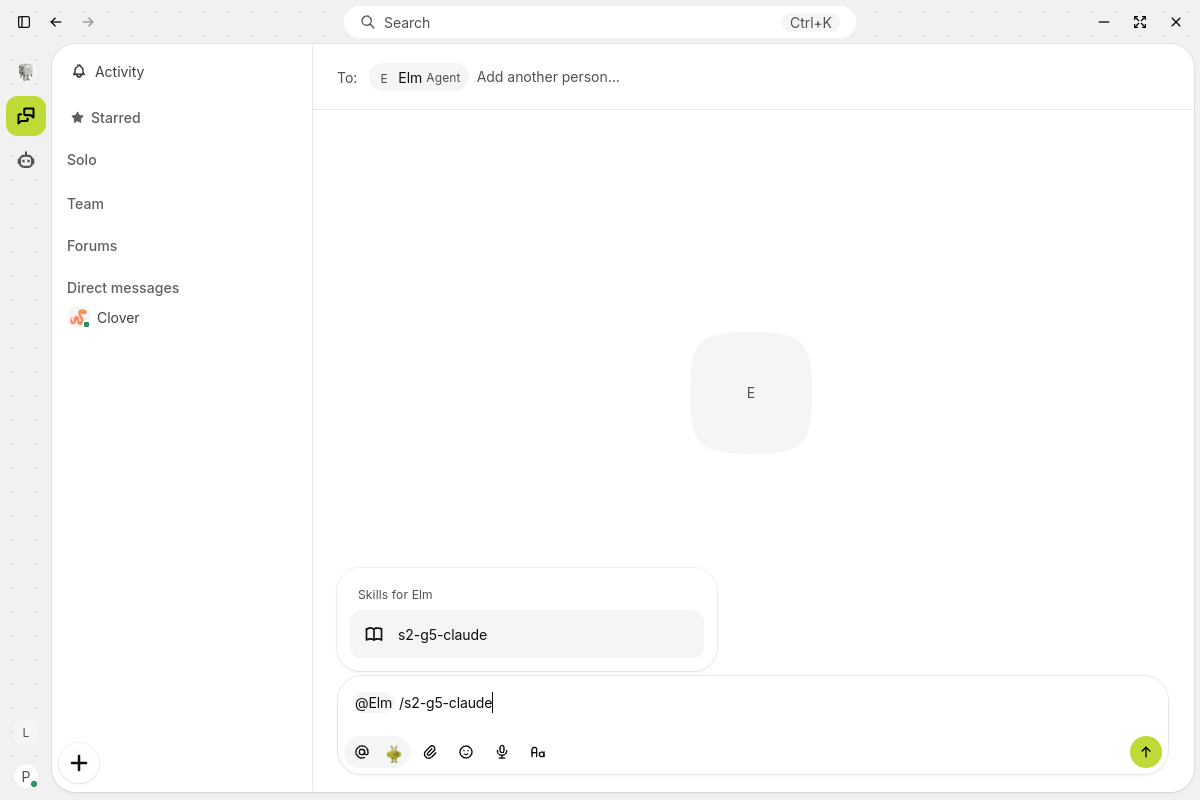 Search
Ctrl+K
Activity
Starred
Solo
Team
Forums
Direct messages
Clover
L
P
To:
E Elm Agent
Add another person...
E
Skills for Elm
s2-g5-claude
@Elm /s2-g5-claude
Aa